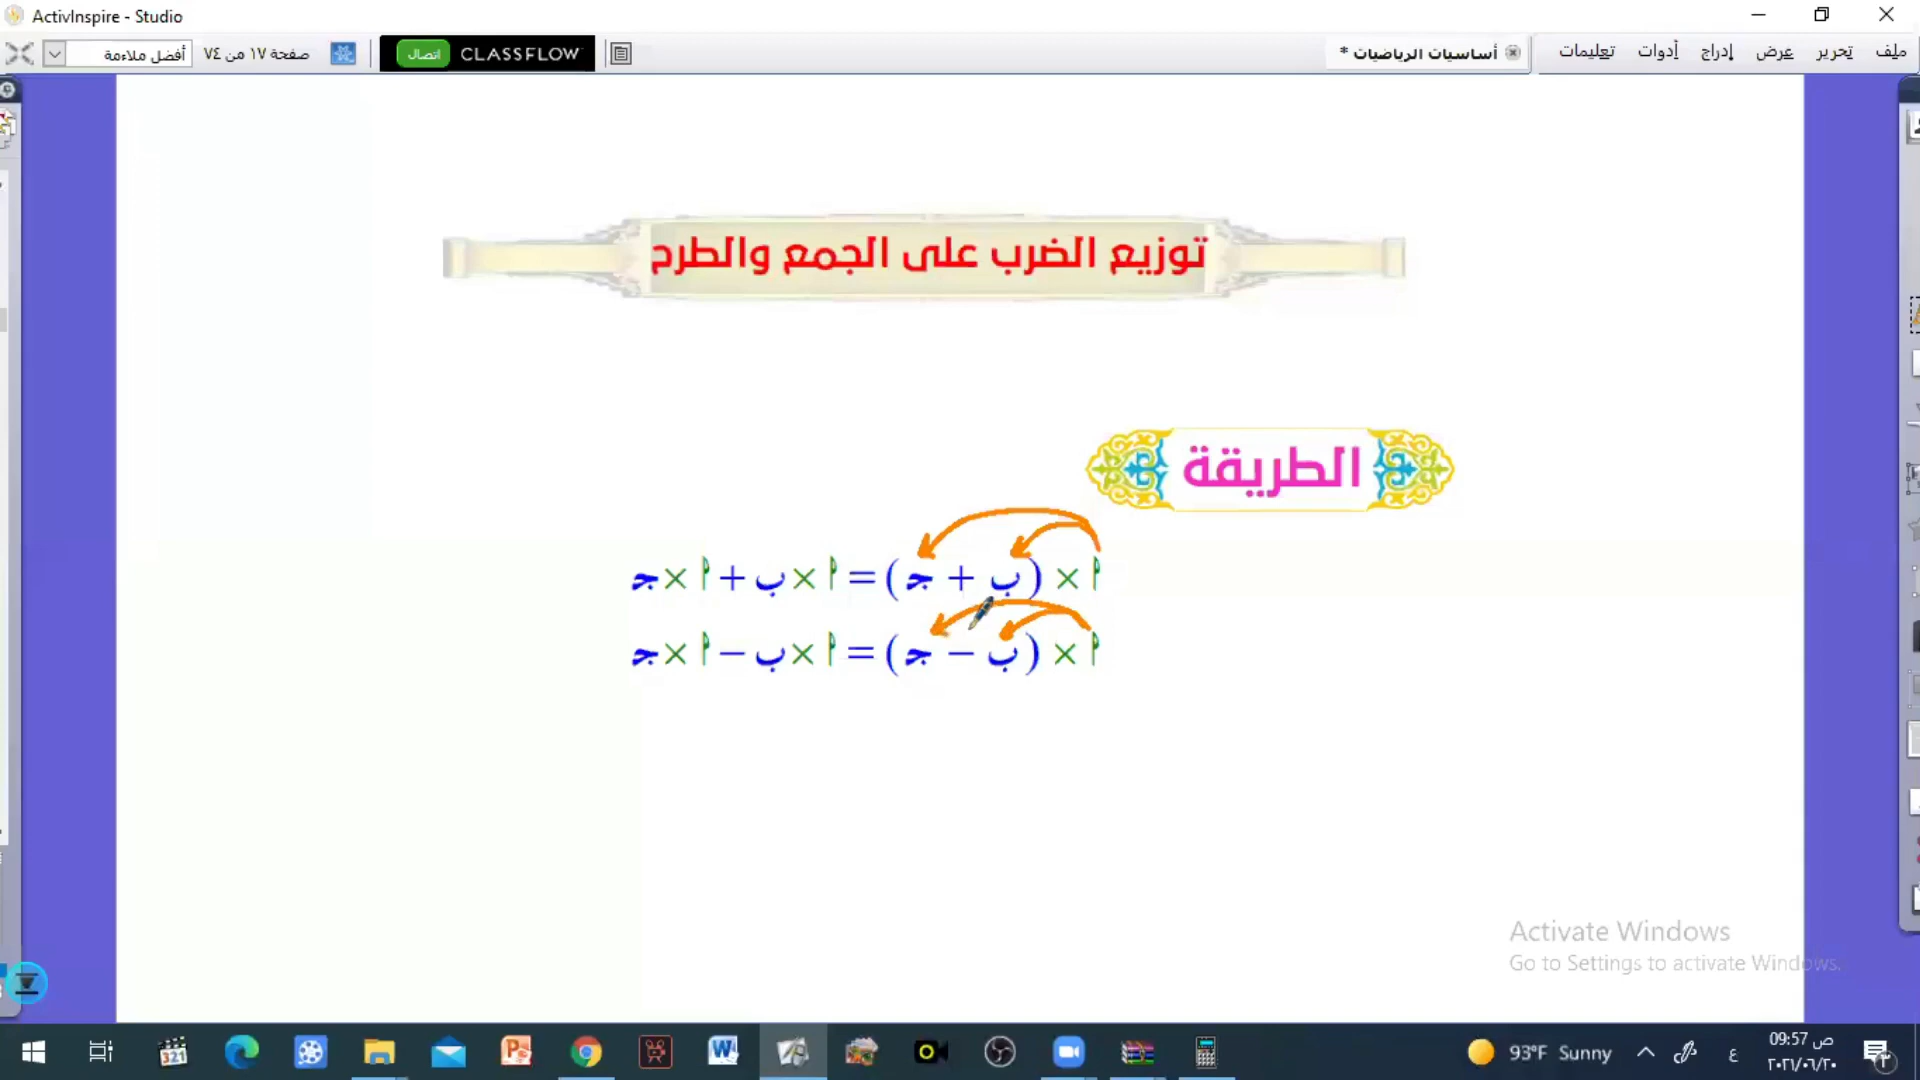 ActivInspire - Studio
ملف تحرير عرض إدراج أدوات تعليمات
أساسيات الرياضيات *
CLASSFLOW اتصال
صفحة ١٧ من ٧٤
أفضل ملاءمة
توزيع الضرب على الجمع والطرح
الطريقة
أ × (ب + جـ) = أ × ب + أ × جـ
أ × (ب − جـ) = أ × ب − أ × جـ
Activate Windows
Go to Settings to activate Windows.
93°F Sunny
ع
09:57 ص
٢٠٢١/٠٦/٢٠
٣
321